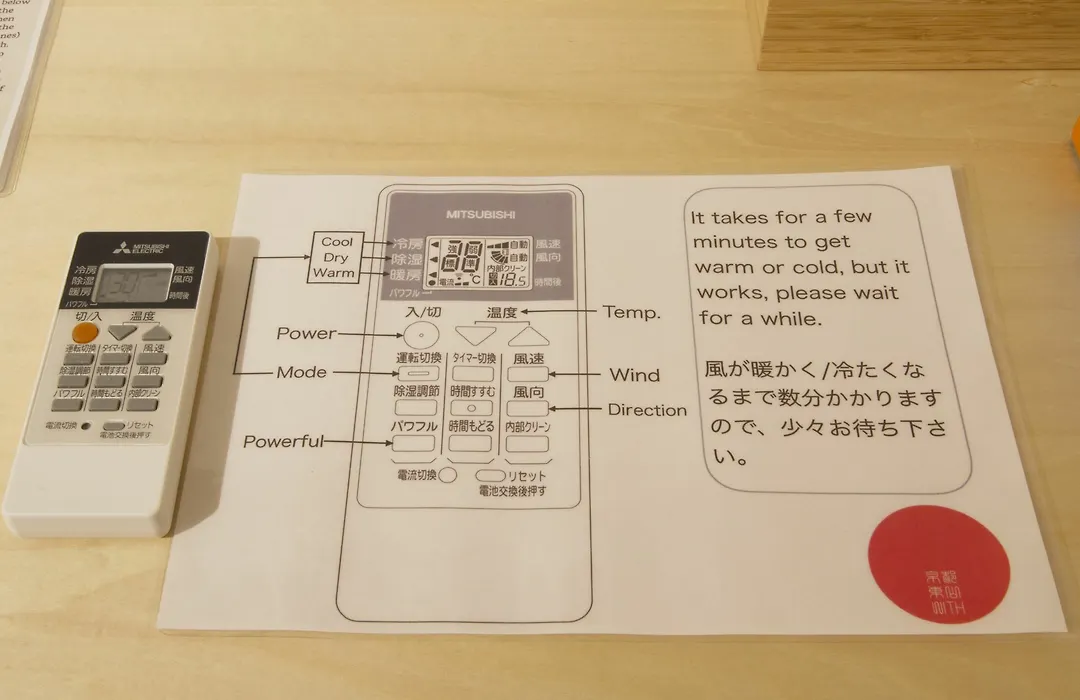 below
the
the
nes)
h.
MITSUBISHI
ELECTRIC
冷房
除湿
暖房
パワフル
風速
風向
時間後
切/入
温度
運転切換
タイマー切換
風速
除湿調節
時間すすむ
風向
パワフル
時間もどる
内部クリーン
電流切換
リセット
電池交換後押す
MITSUBISHI
冷房
除湿
暖房
パワフル
強
弱
標
準
℃
電流
自動
自動
内部クリーン
18.5
風速
風向
時間後
Cool
Dry
Warm
入/切
温度
Temp.
Power
運転切換
タイマー切換
風速
Mode
Wind
除湿調節
時間すすむ
風向
Direction
パワフル
時間もどる
内部クリーン
Powerful
電流切換
リセット
電池交換後押す
It takes for a few
minutes to get
warm or cold, but it
works, please wait
for a while.
風が暖かく/冷たくな
るまで数分かかります
ので、少々お待ち下さ
い。
WITH